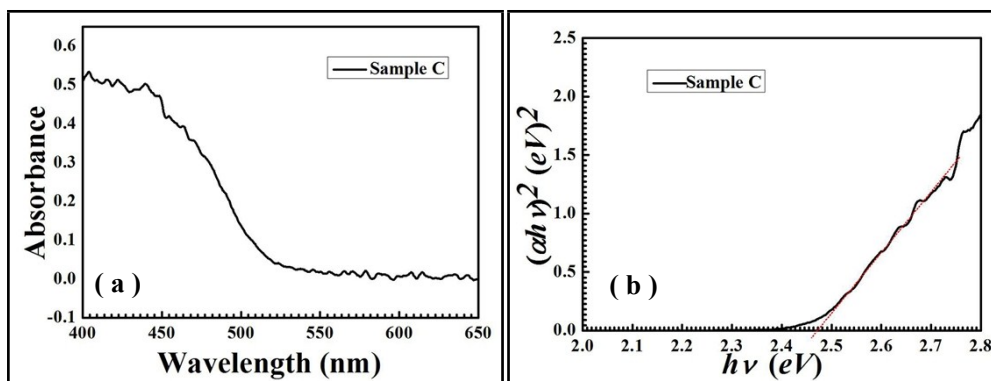 0.6
0.5
0.4
0.3
0.2
0.1
0.0
-0.1
Absorbance
Sample C
( a )
400 450 500 550 600 650
Wavelength (nm)
2.5
2.0
1.5
1.0
0.5
0.0
(αhν)² (eV)²
Sample C
( b )
2.0 2.1 2.2 2.3 2.4 2.5 2.6 2.7 2.8
hν (eV)